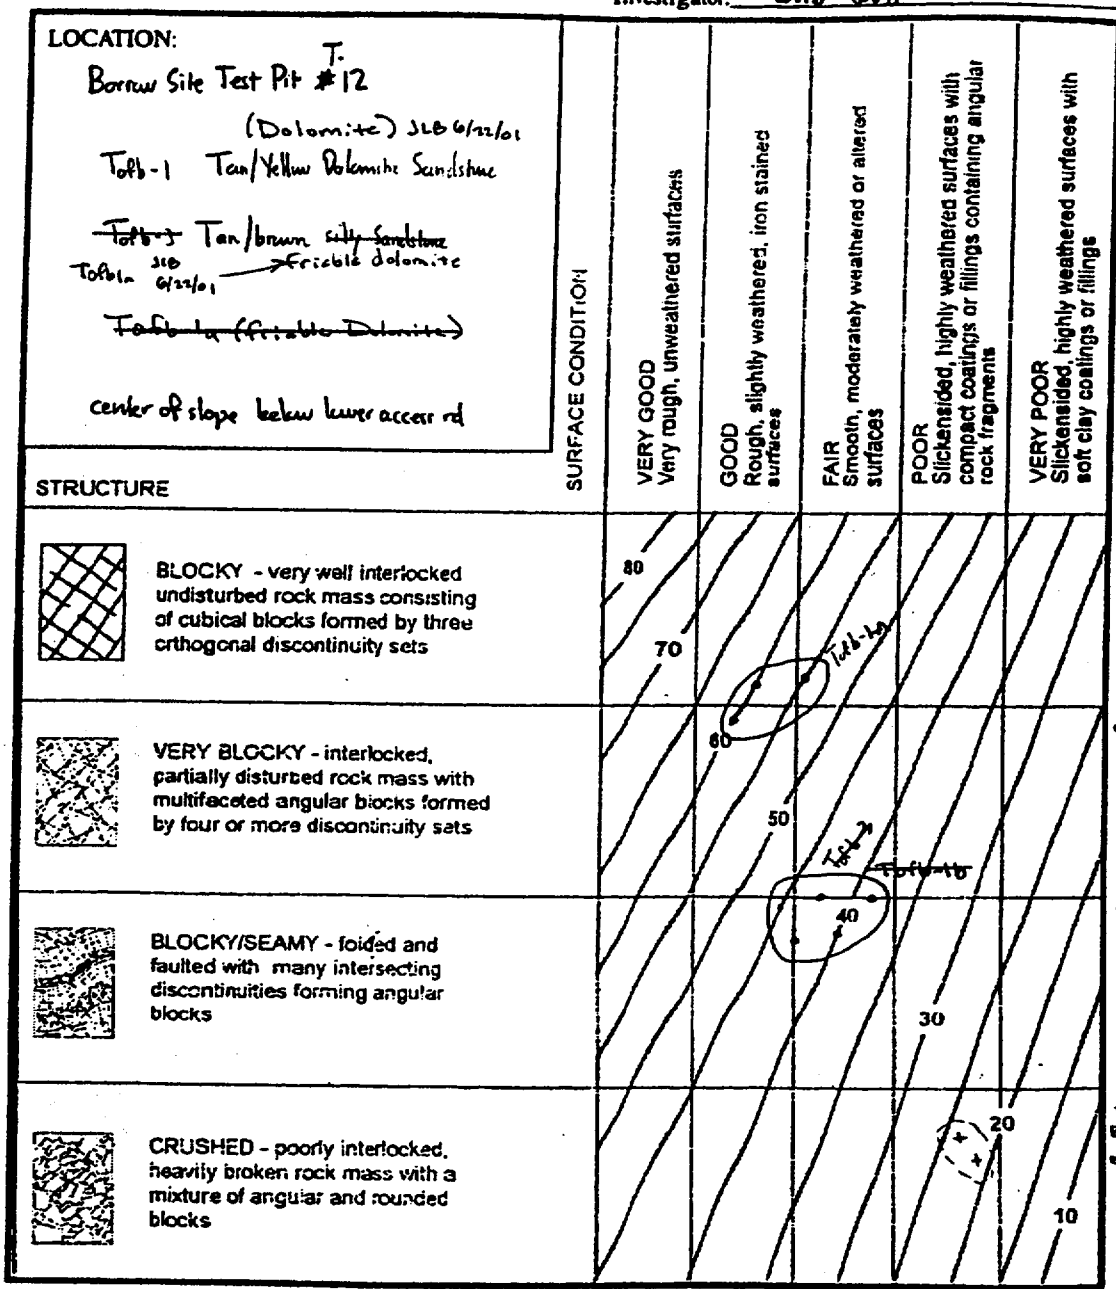 Investigator:
LOCATION:
Borrow Site Test Pit T-#12
(Dolomite) JLB 6/22/01
Tofb-1 Tan/Yellow Dolomite Sandstone
Tofb-3 Tan/brown silty Sandstone
Tofb1a JLB 6/22/01 friable dolomite
Tofb-1a (friable Dolomite)
center of slope below lower access rd
STRUCTURE
SURFACE CONDITION
VERY GOOD
Very rough, unweathered surfaces
GOOD
Rough, slightly weathered, iron stained
surfaces
FAIR
Smooth, moderately weathered or altered
surfaces
POOR
Slickensided, highly weathered surfaces with
compact coatings or fillings containing angular
rock fragments
VERY POOR
Slickensided, highly weathered surfaces with
soft clay coatings or fillings
BLOCKY - very well interlocked
undisturbed rock mass consisting
of cubical blocks formed by three
orthogonal discontinuity sets
80
70
VERY BLOCKY - interlocked,
partially disturbed rock mass with
multifaceted angular blocks formed
by four or more discontinuity sets
60
50
Tofb-1b
BLOCKY/SEAMY - folded and
faulted with many intersecting
discontinuities forming angular
blocks
40
30
CRUSHED - poorly interlocked,
heavily broken rock mass with a
mixture of angular and rounded
blocks
20
10